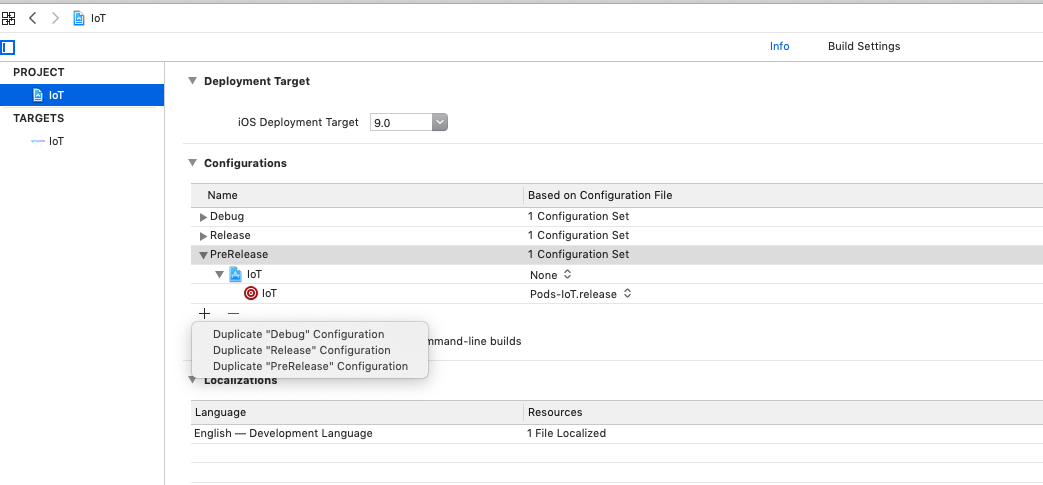 IoT
Info Build Settings
PROJECT
IoT
TARGETS
IoT
Deployment Target
iOS Deployment Target 9.0
Configurations
Name Based on Configuration File
Debug 1 Configuration Set
Release 1 Configuration Set
PreRelease 1 Configuration Set
IoT None
IoT Pods-IoT.release
Duplicate "Debug" Configuration
mmand-line builds
Duplicate "Release" Configuration
Duplicate "PreRelease" Configuration
Localizations
Language Resources
English — Development Language 1 File Localized